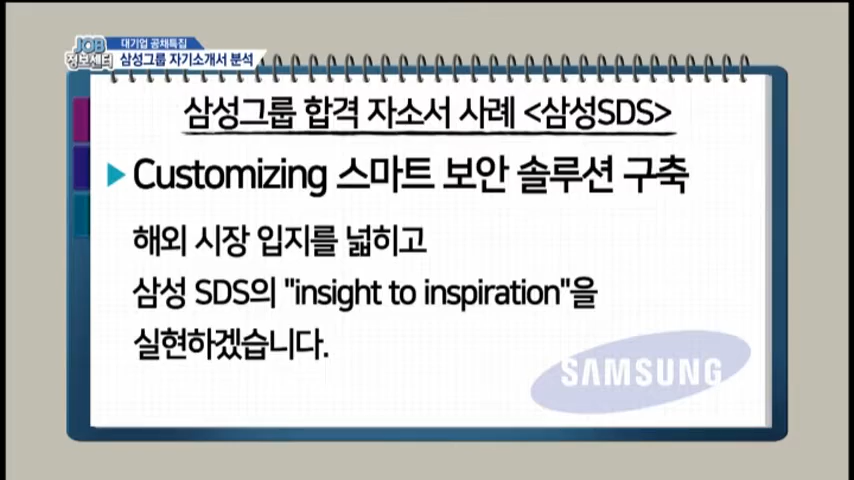 JOB
정보센터
대기업 공채특집
삼성그룹 자기소개서 분석
삼성그룹 합격 자소서 사례 <삼성SDS>
Customizing 스마트 보안 솔루션 구축
해외 시장 입지를 넓히고
삼성 SDS의 "insight to inspiration"을
실현하겠습니다.
SAMSUNG